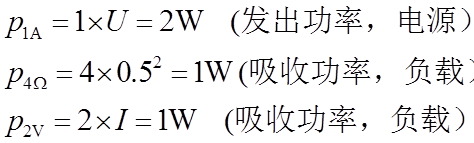 p₁A = 1×U = 2W (发出功率，电源)
p₄Ω = 4×0.5² = 1W (吸收功率，负载)
p₂V = 2×I = 1W (吸收功率，负载)